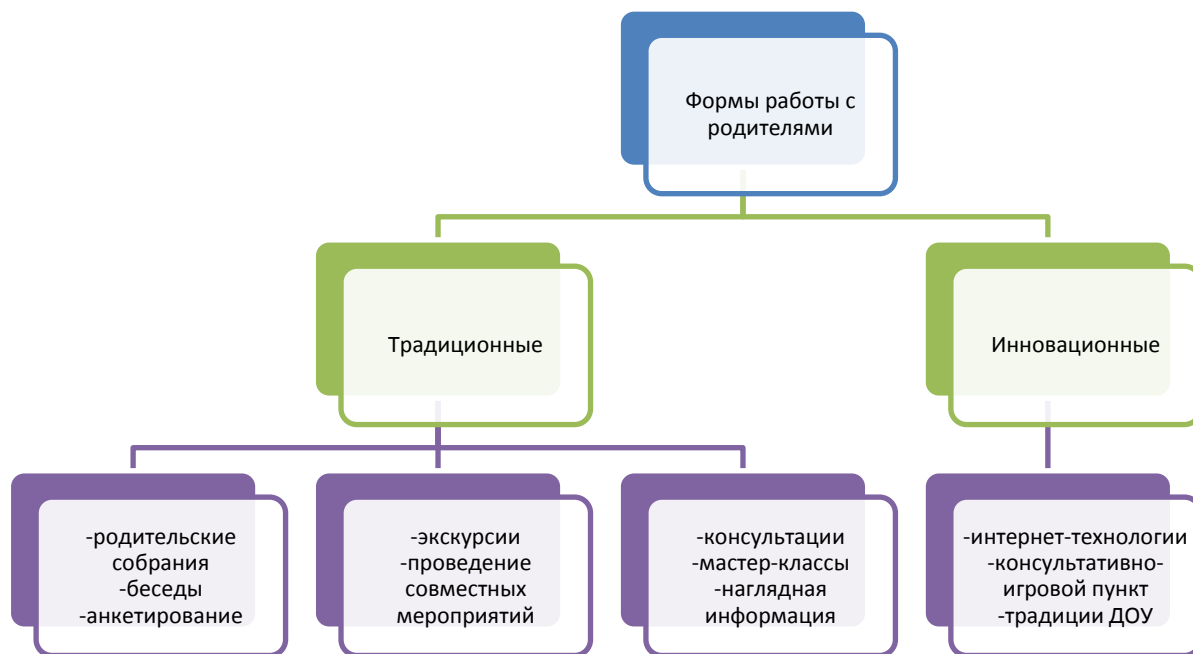 Формы работы с
родителями
Традиционные
Инновационные
-родительские
собрания
-беседы
-анкетирование
-экскурсии
-проведение
совместных
мероприятий
-консультации
-мастер-классы
-наглядная
информация
-интернет-технологии
-консультативно-
игровой пункт
-традиции ДОУ